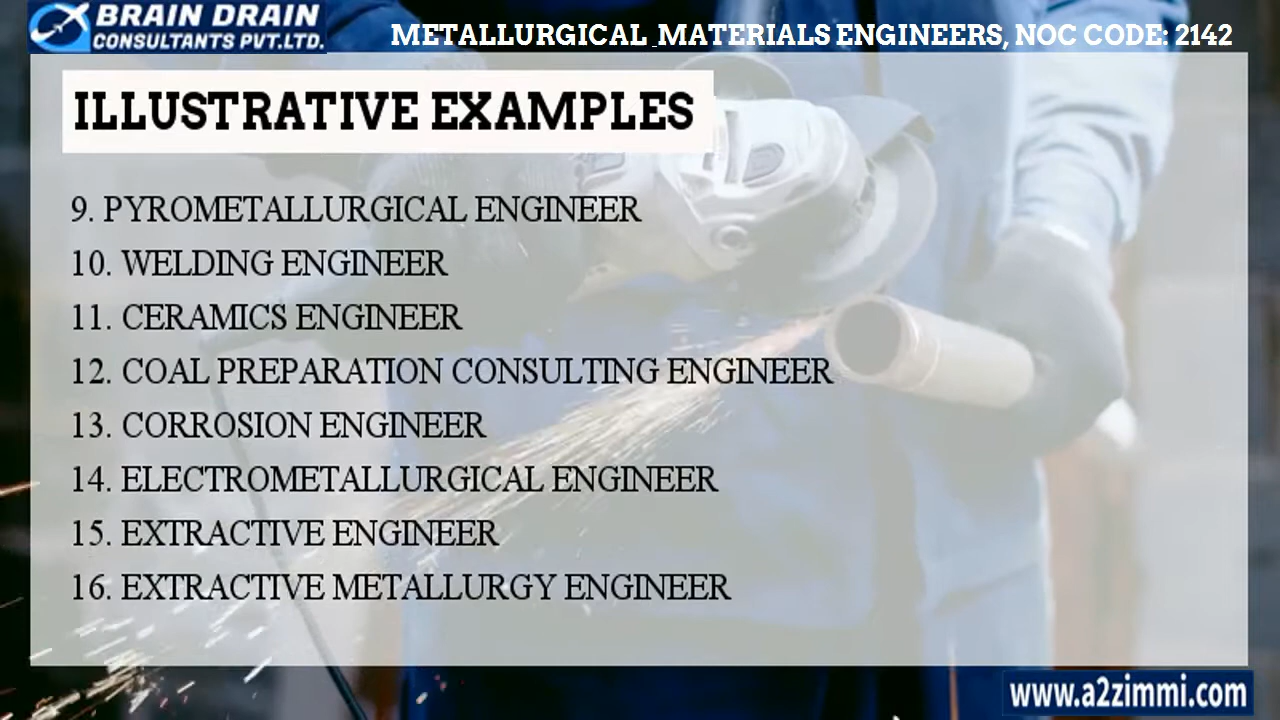 BRAIN DRAIN
CONSULTANTS PVT.LTD.
METALLURGICAL _MATERIALS ENGINEERS, NOC CODE: 2142
ILLUSTRATIVE EXAMPLES
9. PYROMETALLURGICAL ENGINEER
10. WELDING ENGINEER
11. CERAMICS ENGINEER
12. COAL PREPARATION CONSULTING ENGINEER
13. CORROSION ENGINEER
14. ELECTROMETALLURGICAL ENGINEER
15. EXTRACTIVE ENGINEER
16. EXTRACTIVE METALLURGY ENGINEER
www.a2zimmi.com